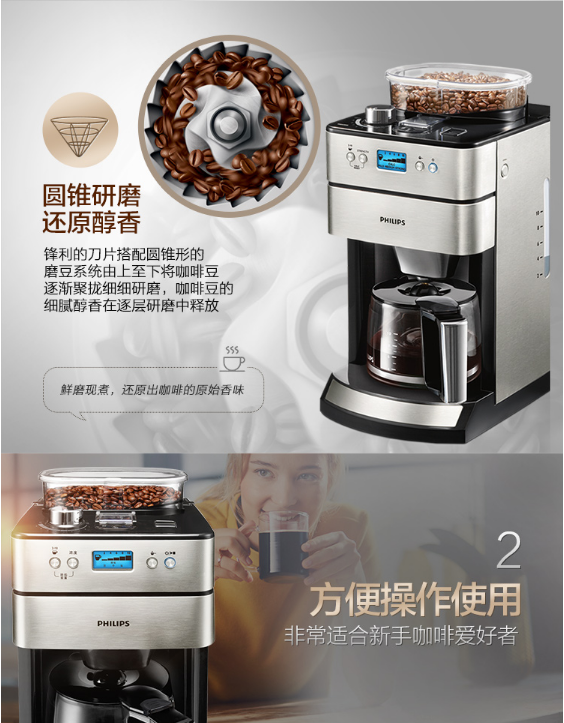 圆锥研磨
还原醇香
锋利的刀片搭配圆锥形的
磨豆系统由上至下将咖啡豆
逐渐聚拢细细研磨，咖啡豆的
细腻醇香在逐层研磨中释放
鲜磨现煮，还原出咖啡的原始香味
PHILIPS
2
方便操作使用
非常适合新手咖啡爱好者
PHILIPS